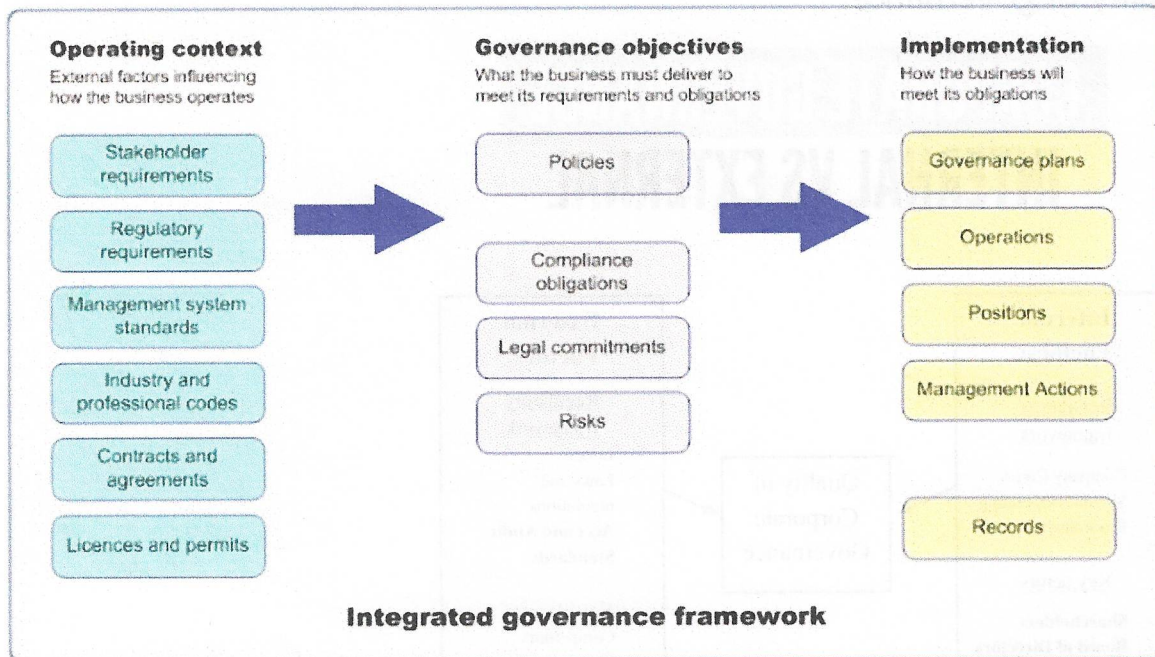 Operating context
External factors influencing
how the business operates
Stakeholder
requirements
Regulatory
requirements
Management system
standards
Industry and
professional codes
Contracts and
agreements
Licences and permits
Governance objectives
What the business must deliver to
meet its requirements and obligations
Policies
Compliance
obligations
Legal commitments
Risks
Implementation
How the business will
meet its obligations
Governance plans
Operations
Positions
Management Actions
Records
Integrated governance framework